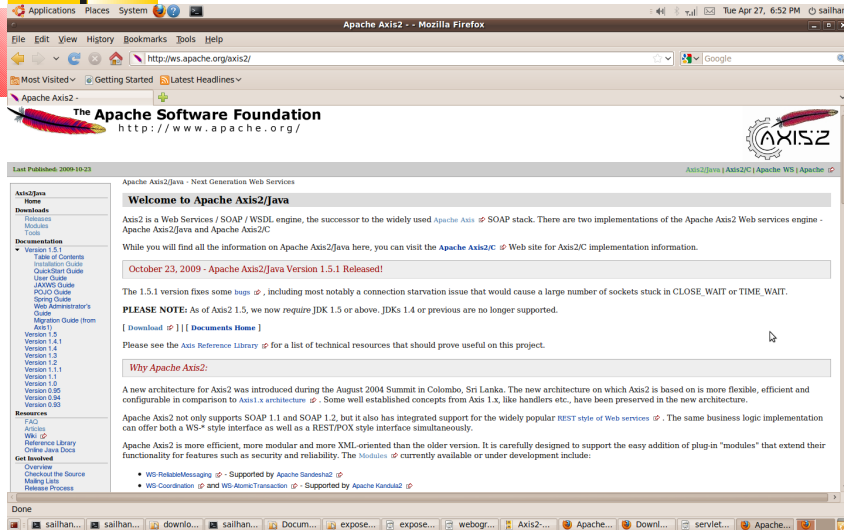 Applications Places System Tue Apr 27, 6:52 PM sailhan
Apache Axis2 - - Mozilla Firefox
File Edit View History Bookmarks Tools Help
http://ws.apache.org/axis2/ Google
Most Visited Getting Started Latest Headlines
Apache Axis2 -
The Apache Software Foundation
http://www.apache.org/
AXIS2
Last Published: 2009-10-23 Axis2/Java | Axis2/C | Apache WS | Apache
Axis2/Java
Home
Downloads
Releases
Modules
Tools
Documentation
Version 1.5.1
Table of Contents
Installation Guide
QuickStart Guide
User Guide
JAXWS Guide
POJO Guide
Spring Guide
Web Administrator's
Guide
Migration Guide (from
Axis1)
Version 1.5
Version 1.4.1
Version 1.4
Version 1.3
Version 1.2
Version 1.1.1
Version 1.1
Version 1.0
Version 0.95
Version 0.94
Version 0.93
Resources
FAQ
Articles
Wiki
Reference Library
Online Java Docs
Get Involved
Overview
Checkout the Source
Mailing Lists
Release Process
Apache Axis2/Java - Next Generation Web Services
Welcome to Apache Axis2/Java
Axis2 is a Web Services / SOAP / WSDL engine, the successor to the widely used Apache Axis SOAP stack. There are two implementations of the Apache Axis2 Web services engine -
Apache Axis2/Java and Apache Axis2/C
While you will find all the information on Apache Axis2/Java here, you can visit the Apache Axis2/C Web site for Axis2/C implementation information.
October 23, 2009 - Apache Axis2/Java Version 1.5.1 Released!
The 1.5.1 version fixes some bugs , including most notably a connection starvation issue that would cause a large number of sockets stuck in CLOSE_WAIT or TIME_WAIT.
PLEASE NOTE: As of Axis2 1.5, we now require JDK 1.5 or above. JDKs 1.4 or previous are no longer supported.
[ Download ] | [ Documents Home ]
Please see the Axis Reference Library for a list of technical resources that should prove useful on this project.
Why Apache Axis2:
A new architecture for Axis2 was introduced during the August 2004 Summit in Colombo, Sri Lanka. The new architecture on which Axis2 is based on is more flexible, efficient and
configurable in comparison to Axis1.x architecture . Some well established concepts from Axis 1.x, like handlers etc., have been preserved in the new architecture.
Apache Axis2 not only supports SOAP 1.1 and SOAP 1.2, but it also has integrated support for the widely popular REST style of Web services . The same business logic implementation
can offer both a WS-* style interface as well as a REST/POX style interface simultaneously.
Apache Axis2 is more efficient, more modular and more XML-oriented than the older version. It is carefully designed to support the easy addition of plug-in "modules" that extend their
functionality for features such as security and reliability. The Modules currently available or under development include:
• WS-ReliableMessaging - Supported by Apache Sandesha2
• WS-Coordination and WS-AtomicTransaction - Supported by Apache Kandula2
Done
sailhan... sailhan... downlo... sailhan... Docum... expose... expose... webogr... Axis2-... Apache... Downl... servlet... Apache...